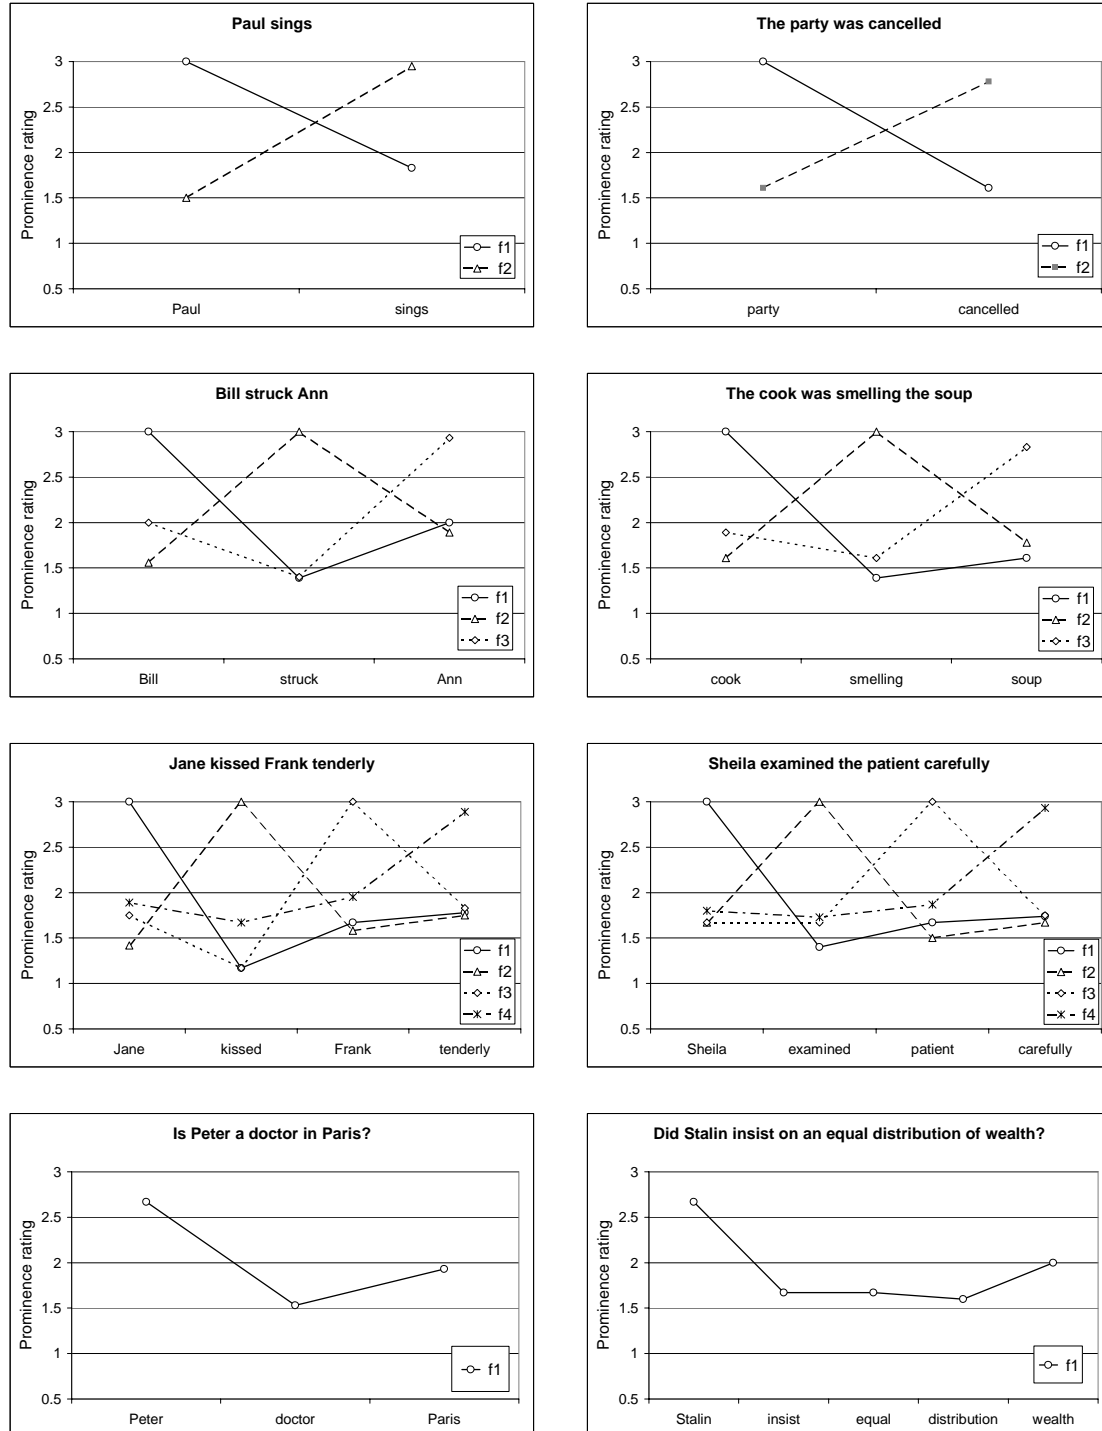 Paul sings
3
2.5
2
1.5
1
0.5
Prominence rating
Paul sings
f1
f2
The party was cancelled
3
2.5
2
1.5
1
0.5
Prominence rating
party cancelled
f1
f2
Bill struck Ann
3
2.5
2
1.5
1
0.5
Prominence rating
Bill struck Ann
f1
f2
f3
The cook was smelling the soup
3
2.5
2
1.5
1
0.5
Prominence rating
cook smelling soup
f1
f2
f3
Jane kissed Frank tenderly
3
2.5
2
1.5
1
0.5
Prominence rating
Jane kissed Frank tenderly
f1
f2
f3
f4
Sheila examined the patient carefully
3
2.5
2
1.5
1
0.5
Prominence rating
Sheila examined patient carefully
f1
f2
f3
f4
Is Peter a doctor in Paris?
3
2.5
2
1.5
1
0.5
Prominence rating
Peter doctor Paris
f1
Did Stalin insist on an equal distribution of wealth?
3
2.5
2
1.5
1
0.5
Prominence rating
Stalin insist equal distribution wealth
f1